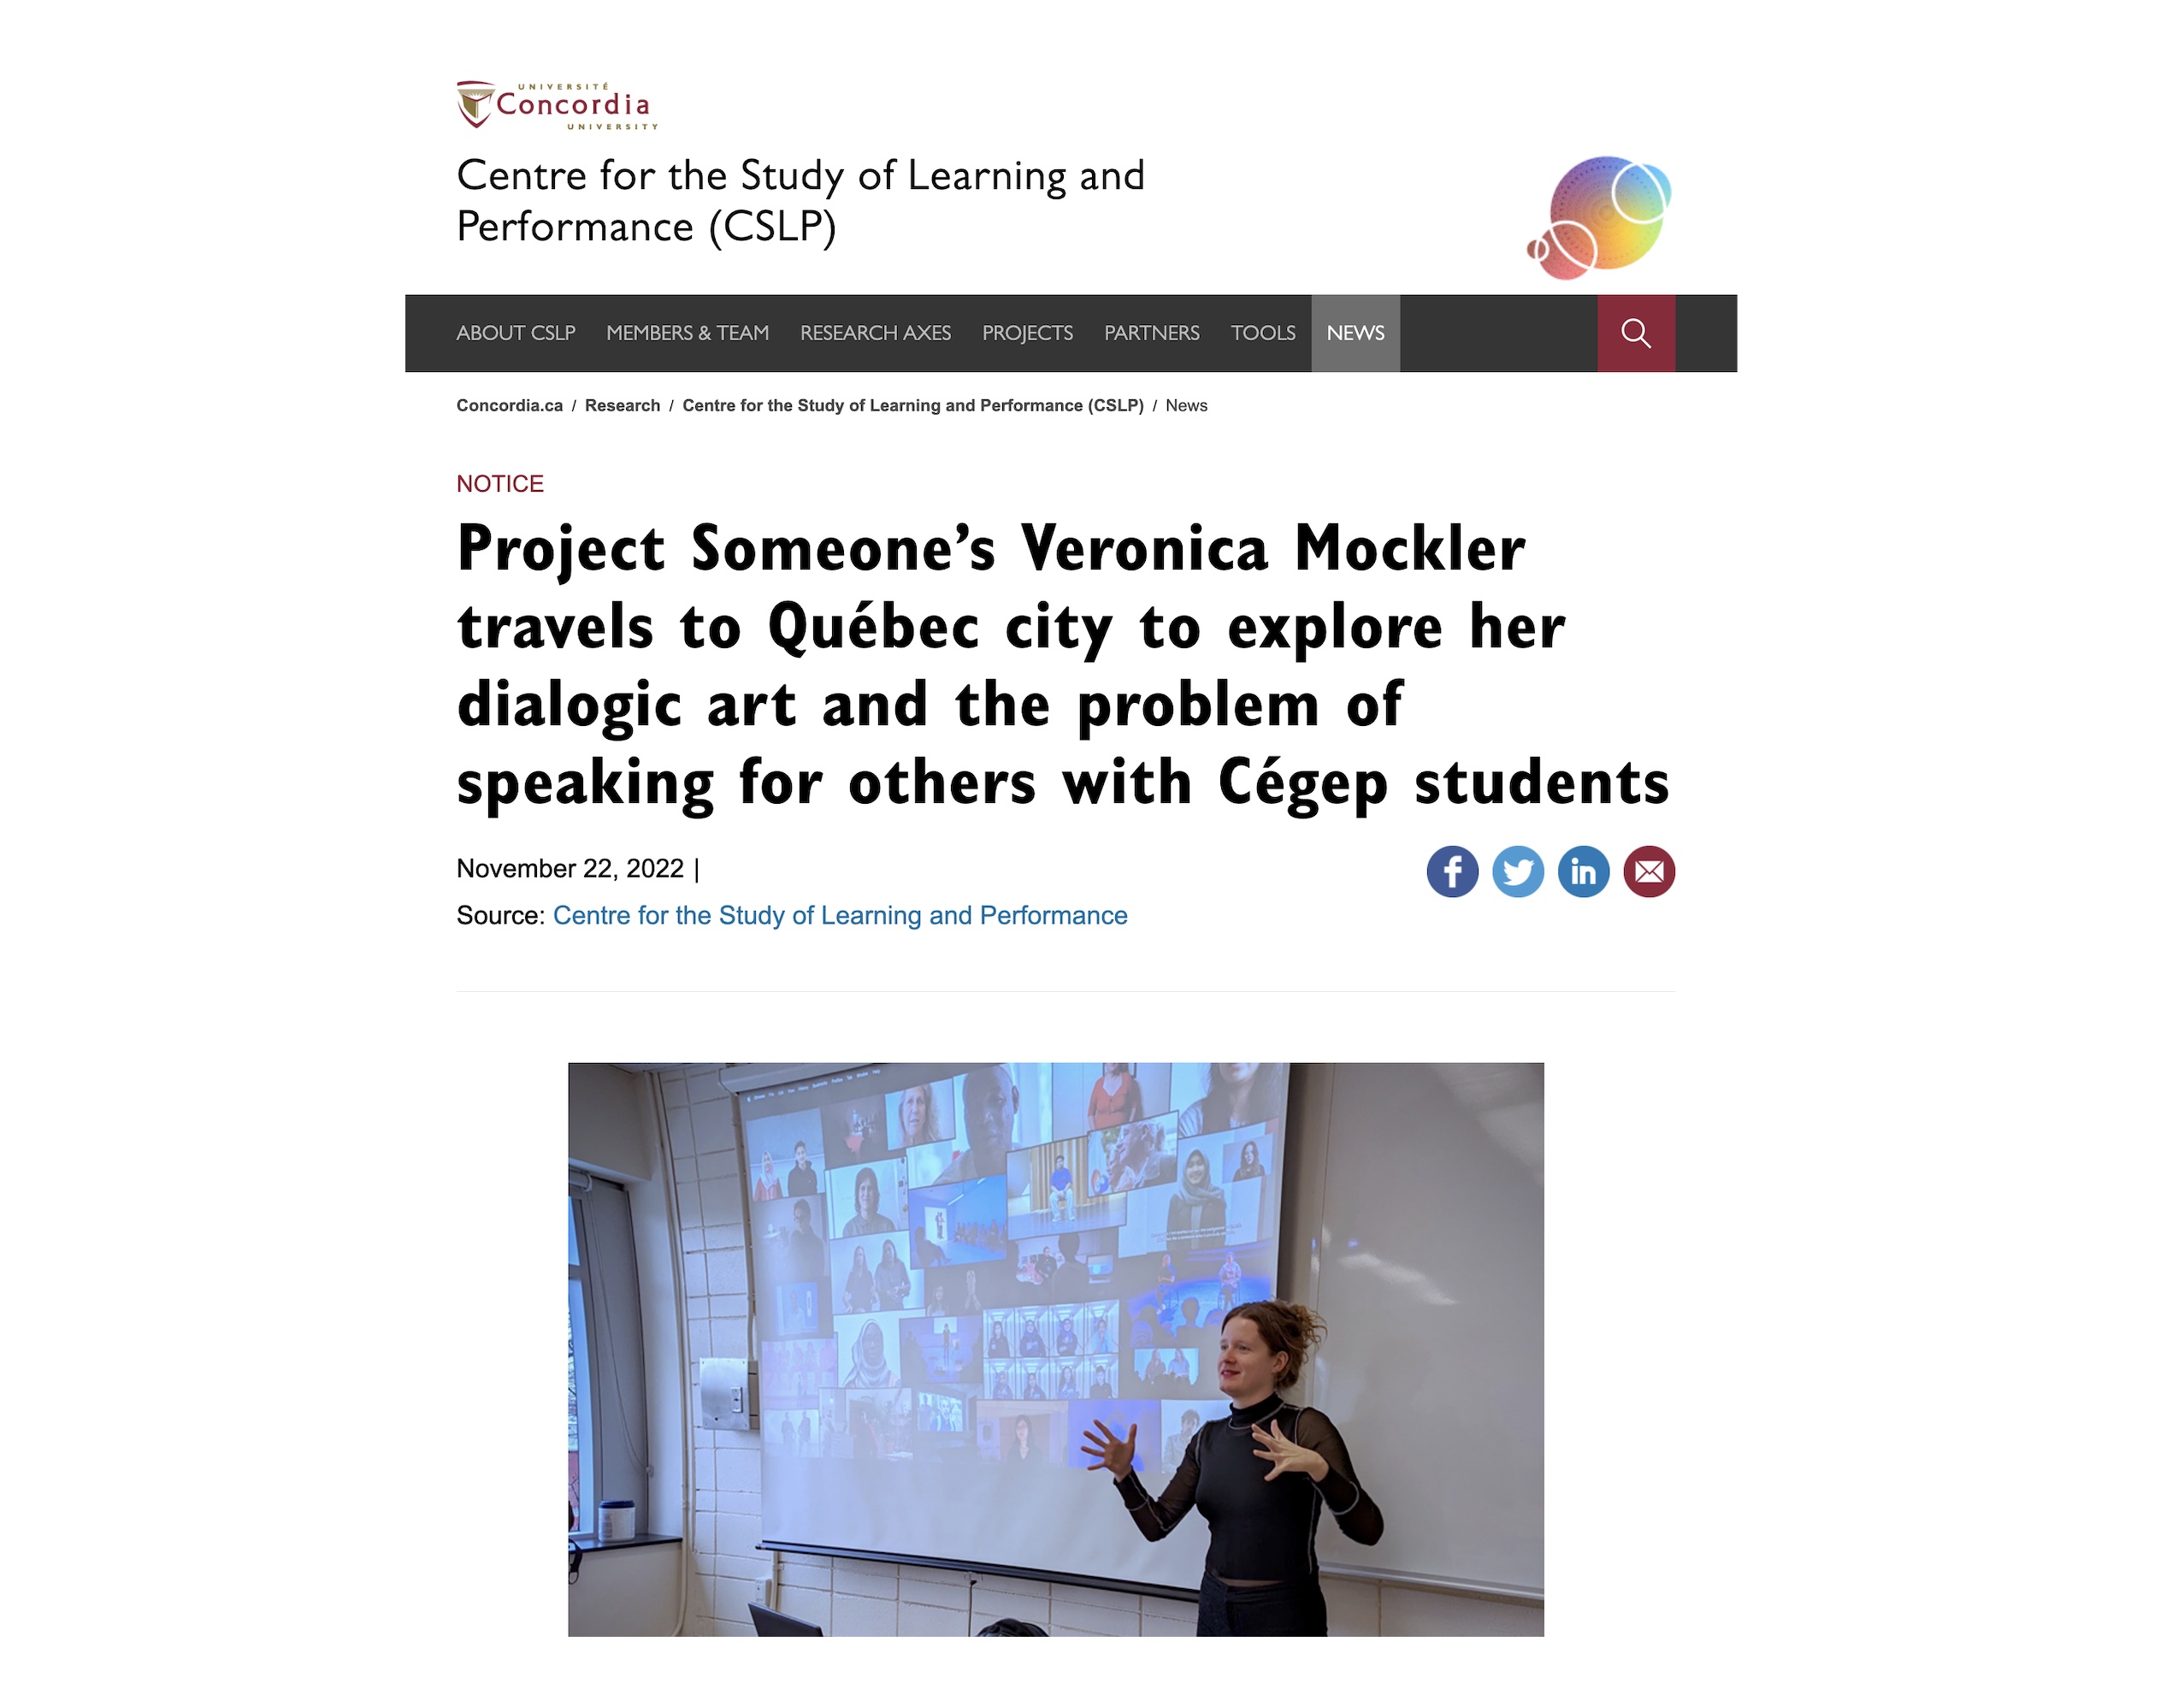 UNIVERSITÉ
Concordia
UNIVERSITY
Centre for the Study of Learning and
Performance (CSLP)
ABOUT CSLP MEMBERS & TEAM RESEARCH AXES PROJECTS PARTNERS TOOLS NEWS
Concordia.ca / Research / Centre for the Study of Learning and Performance (CSLP) / News
NOTICE
Project Someone’s Veronica Mockler
travels to Québec city to explore her
dialogic art and the problem of
speaking for others with Cégep students
November 22, 2022 |
Source: Centre for the Study of Learning and Performance